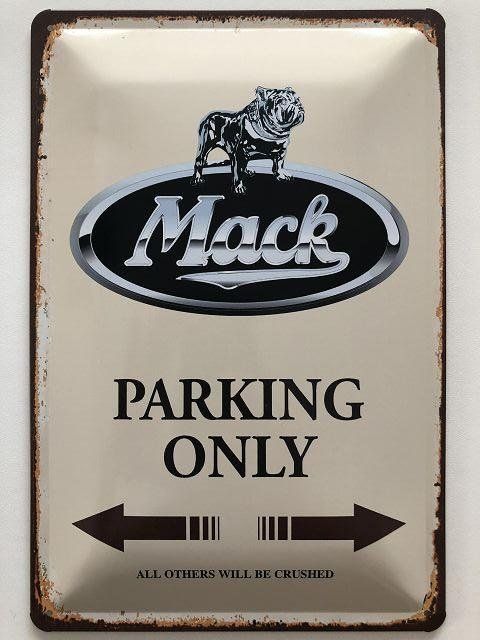 Mack
PARKING
ONLY
ALL OTHERS WILL BE CRUSHED